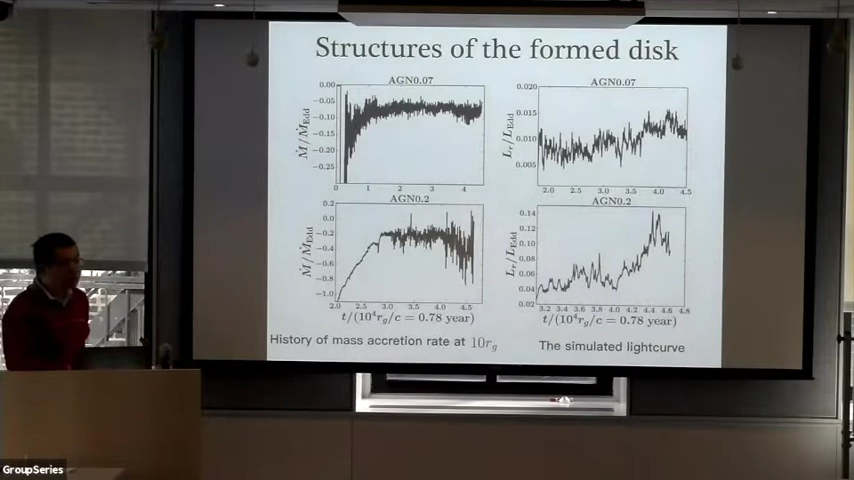 Structures of the formed disk
AGN0.07
0.00
−0.05
−0.10
−0.15
−0.20
−0.25
Ṁ/Ṁ_Edd
0 1 2 3 4
AGN0.07
0.020
0.015
0.010
0.005
L_r/L_Edd
2.0 2.5 3.0 3.5 4.0 4.5
AGN0.2
0.2
0.0
−0.2
−0.4
−0.6
−0.8
−1.0
Ṁ/Ṁ_Edd
2.0 2.5 3.0 3.5 4.0 4.5
t/(10⁴r_g/c = 0.78 year)
AGN0.2
0.14
0.12
0.10
0.08
0.06
0.04
0.02
L_r/L_Edd
3.2 3.4 3.6 3.8 4.0 4.2 4.4 4.6 4.8
t/(10⁴r_g/c = 0.78 year)
History of mass accretion rate at 10r_g
The simulated lightcurve
GroupSeries